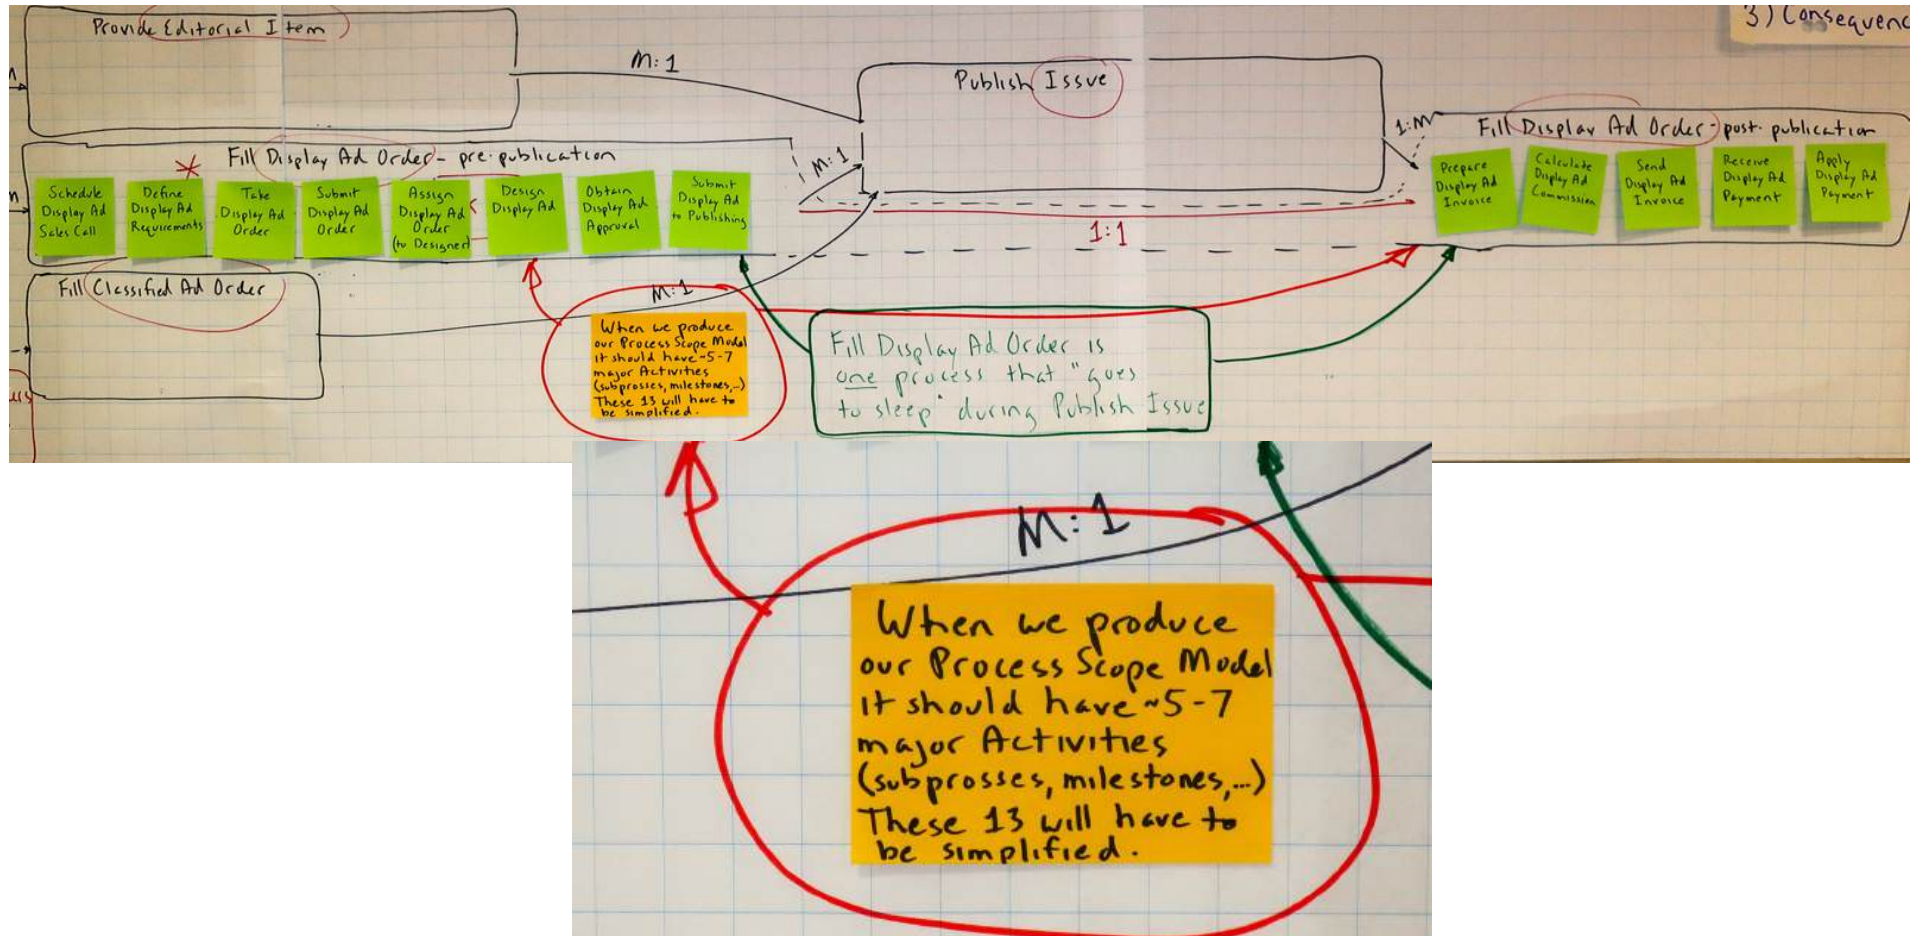 Provide Editorial Item
3) Consequenc
M:1
Publish Issue
1:M
Fill Display Ad Order - post-publication
Fill Display Ad Order - pre-publication
M:1
Schedule
Display Ad
Sales Call
Define
Display Ad
Requirements
Take
Display Ad
Order
Submit
Display Ad
Order
Assign
Display Ad
Order
(to Designer)
Design
Display Ad
Obtain
Display Ad
Approval
Submit
Display Ad
to Publishing
Prepare
Display Ad
Invoice
Calculate
Display Ad
Commission
Send
Display Ad
Invoice
Receive
Display Ad
Payment
Apply
Display Ad
Payment
1:1
Fill Classified Ad Order
M:1
When we produce
our Process Scope Model
it should have ~5-7
major Activities
(subprosses, milestones,...)
These 13 will have to
be simplified.
Fill Display Ad Order is
one process that "goes
to sleep" during Publish Issue
M:1
When we produce
our Process Scope Model
it should have ~5-7
major Activities
(subprosses, milestones,...)
These 13 will have to
be simplified.